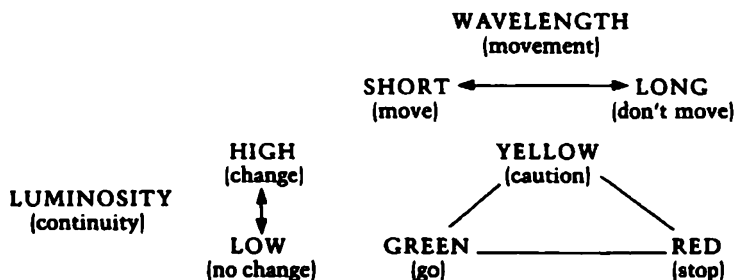 WAVELENGTH
(movement)
SHORT LONG
(move) (don't move)
HIGH YELLOW
(change) (caution)
LUMINOSITY
(continuity)
LOW GREEN RED
(no change) (go) (stop)